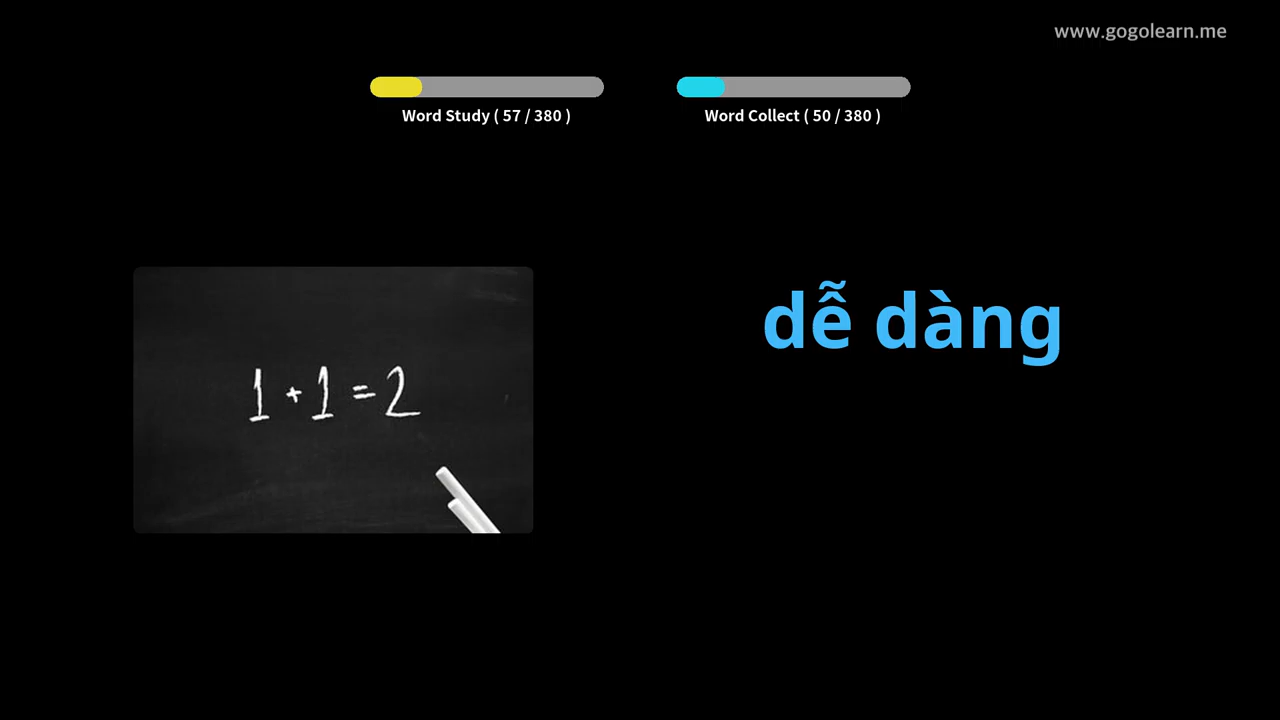 www.gogolearn.me
Word Study ( 57 / 380 )
Word Collect ( 50 / 380 )
1 + 1 = 2
dễ dàng